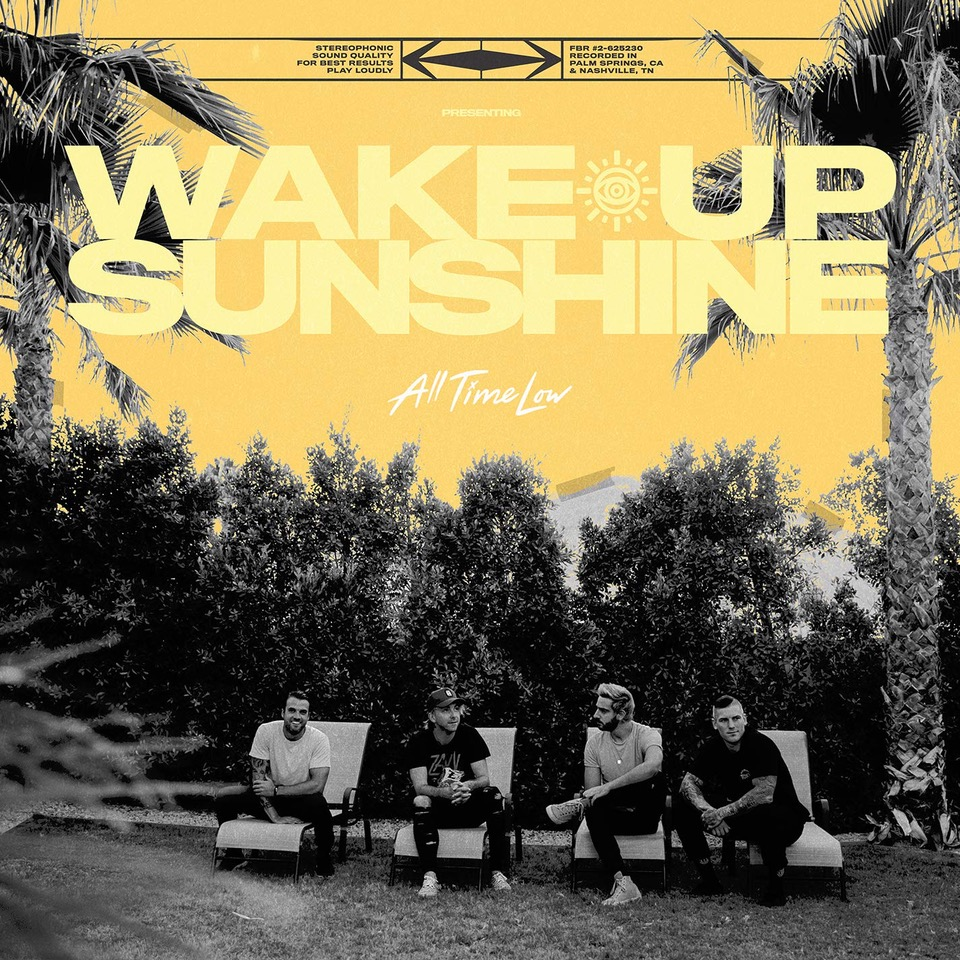 STEREOPHONIC
SOUND QUALITY
FOR BEST RESULTS
PLAY LOUDLY
FBR #2-625230
RECORDED IN
PALM SPRINGS, CA
& NASHVILLE, TN
PRESENTING
WAKE UP
SUNSHINE
All Time Low